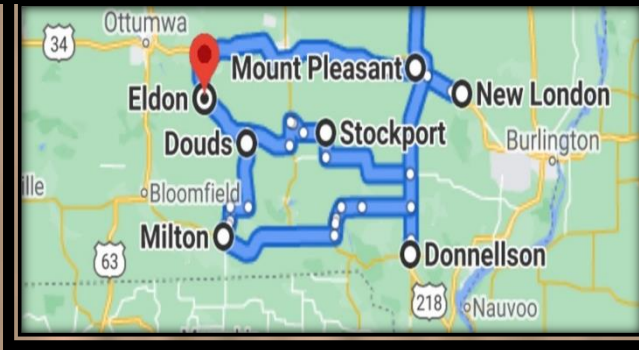 Ottumwa
34
Mount Pleasant
Eldon
New London
Douds
Stockport
Burlington
ille
Bloomfield
Milton
63
Donnellson
218
Nauvoo